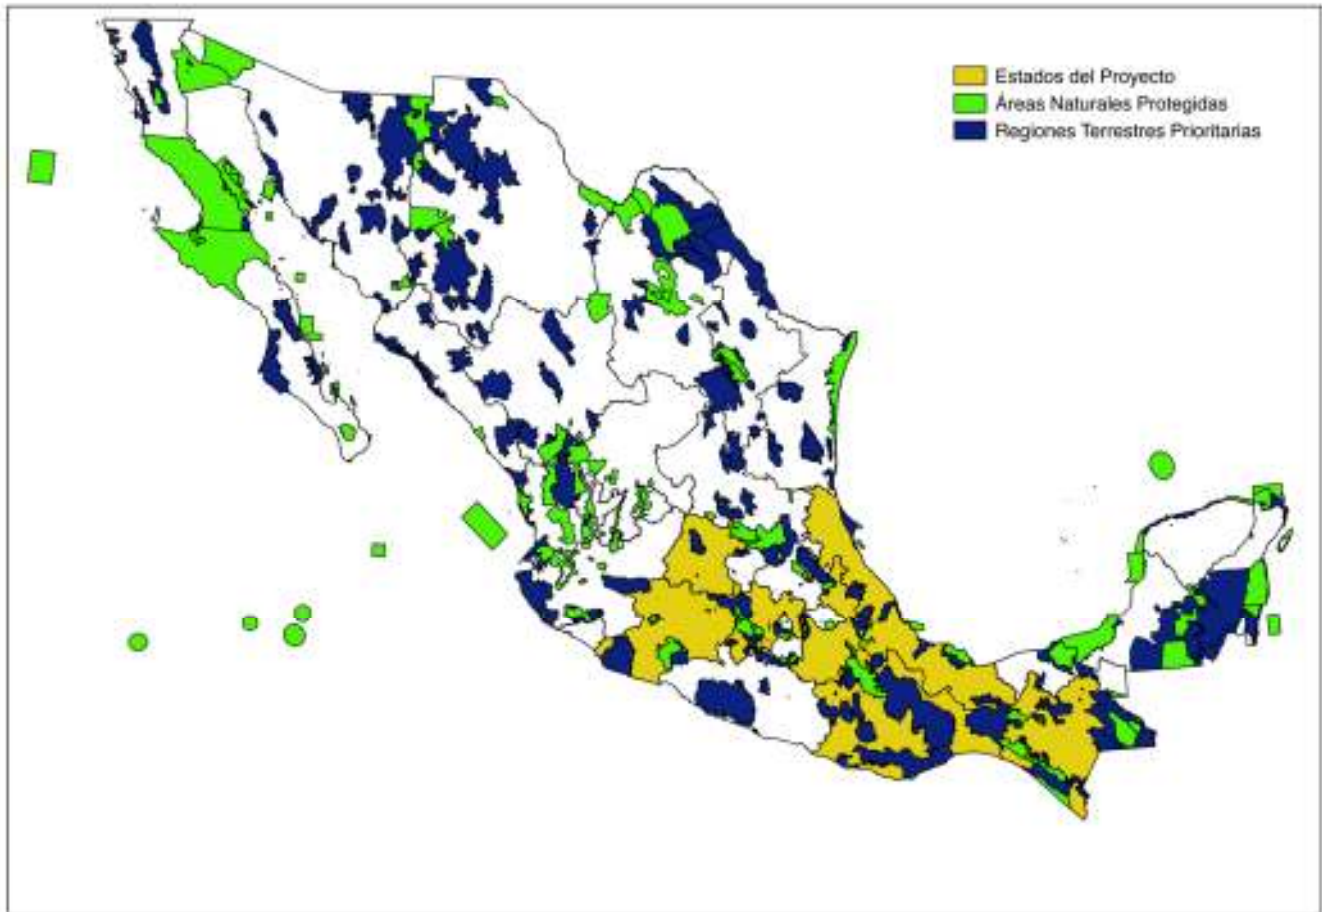 Estados del Proyecto
Áreas Naturales Protegidas
Regiones Terrestres Prioritarias